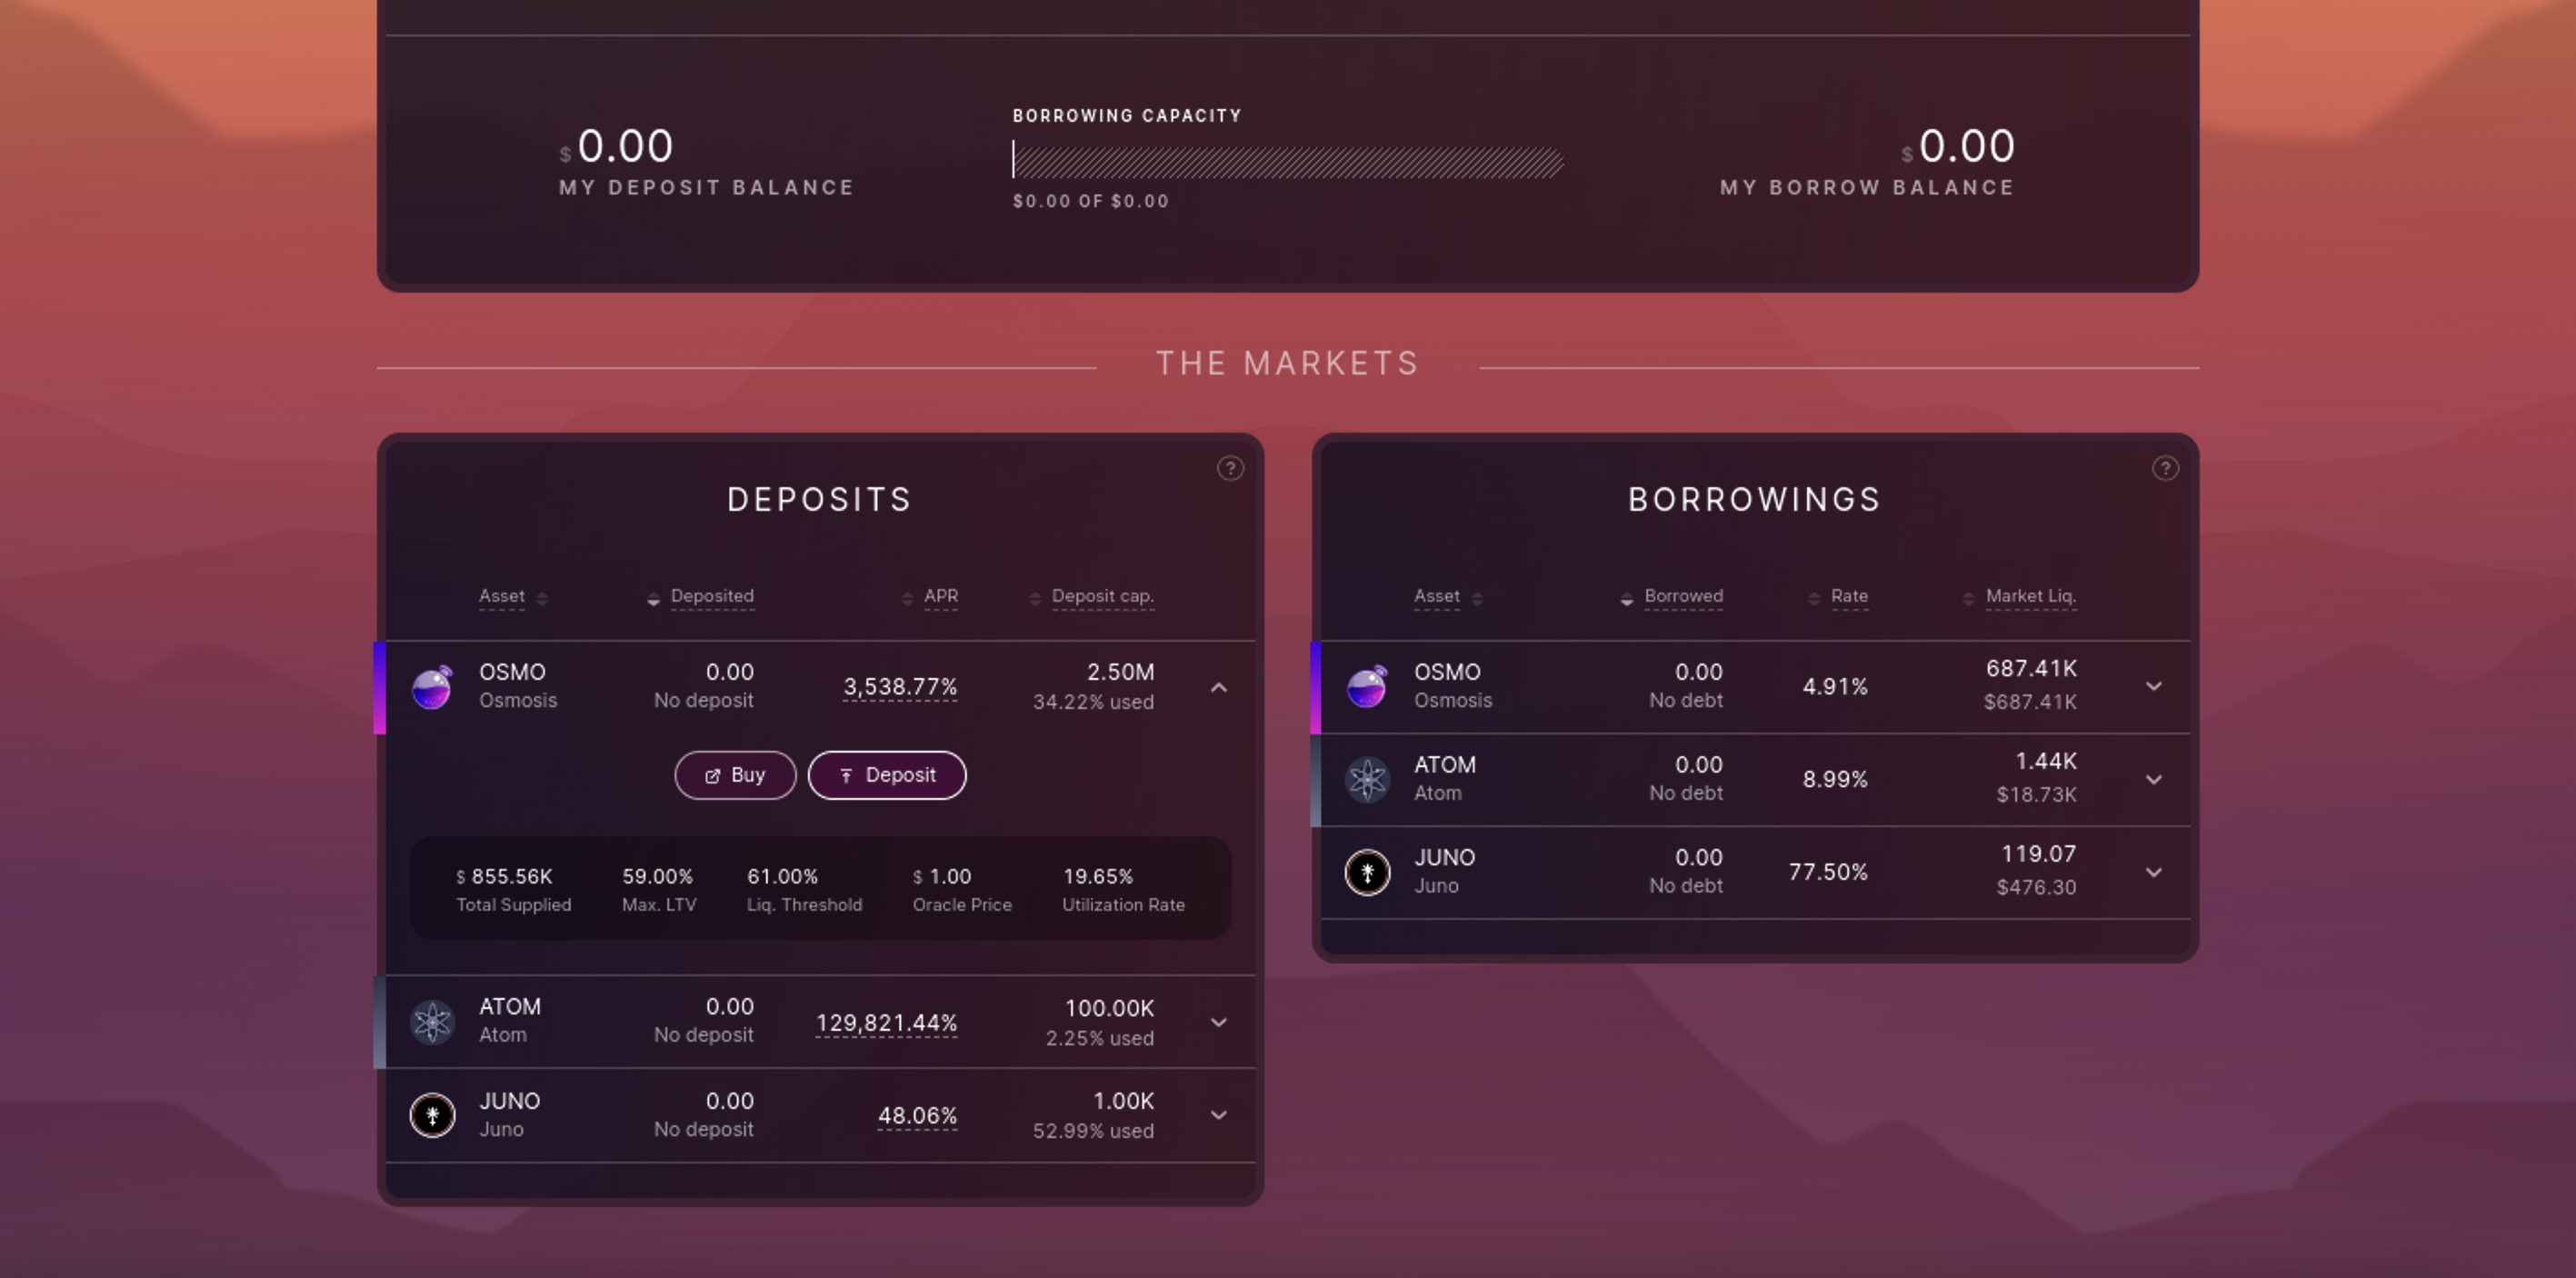 BORROWING CAPACITY
$ 0.00
MY DEPOSIT BALANCE
$0.00 OF $0.00
$ 0.00
MY BORROW BALANCE
THE MARKETS
?
DEPOSITS
Asset Deposited APR Deposit cap.
OSMO 0.00 3,538.77% 2.50M
Osmosis No deposit 34.22% used
Buy Deposit
$ 855.56K 59.00% 61.00% $ 1.00 19.65%
Total Supplied Max. LTV Liq. Threshold Oracle Price Utilization Rate
ATOM 0.00 129,821.44% 100.00K
Atom No deposit 2.25% used
JUNO 0.00 48.06% 1.00K
Juno No deposit 52.99% used
?
BORROWINGS
Asset Borrowed Rate Market Liq.
OSMO 0.00 4.91% 687.41K
Osmosis No debt $687.41K
ATOM 0.00 8.99% 1.44K
Atom No debt $18.73K
JUNO 0.00 77.50% 119.07
Juno No debt $476.30